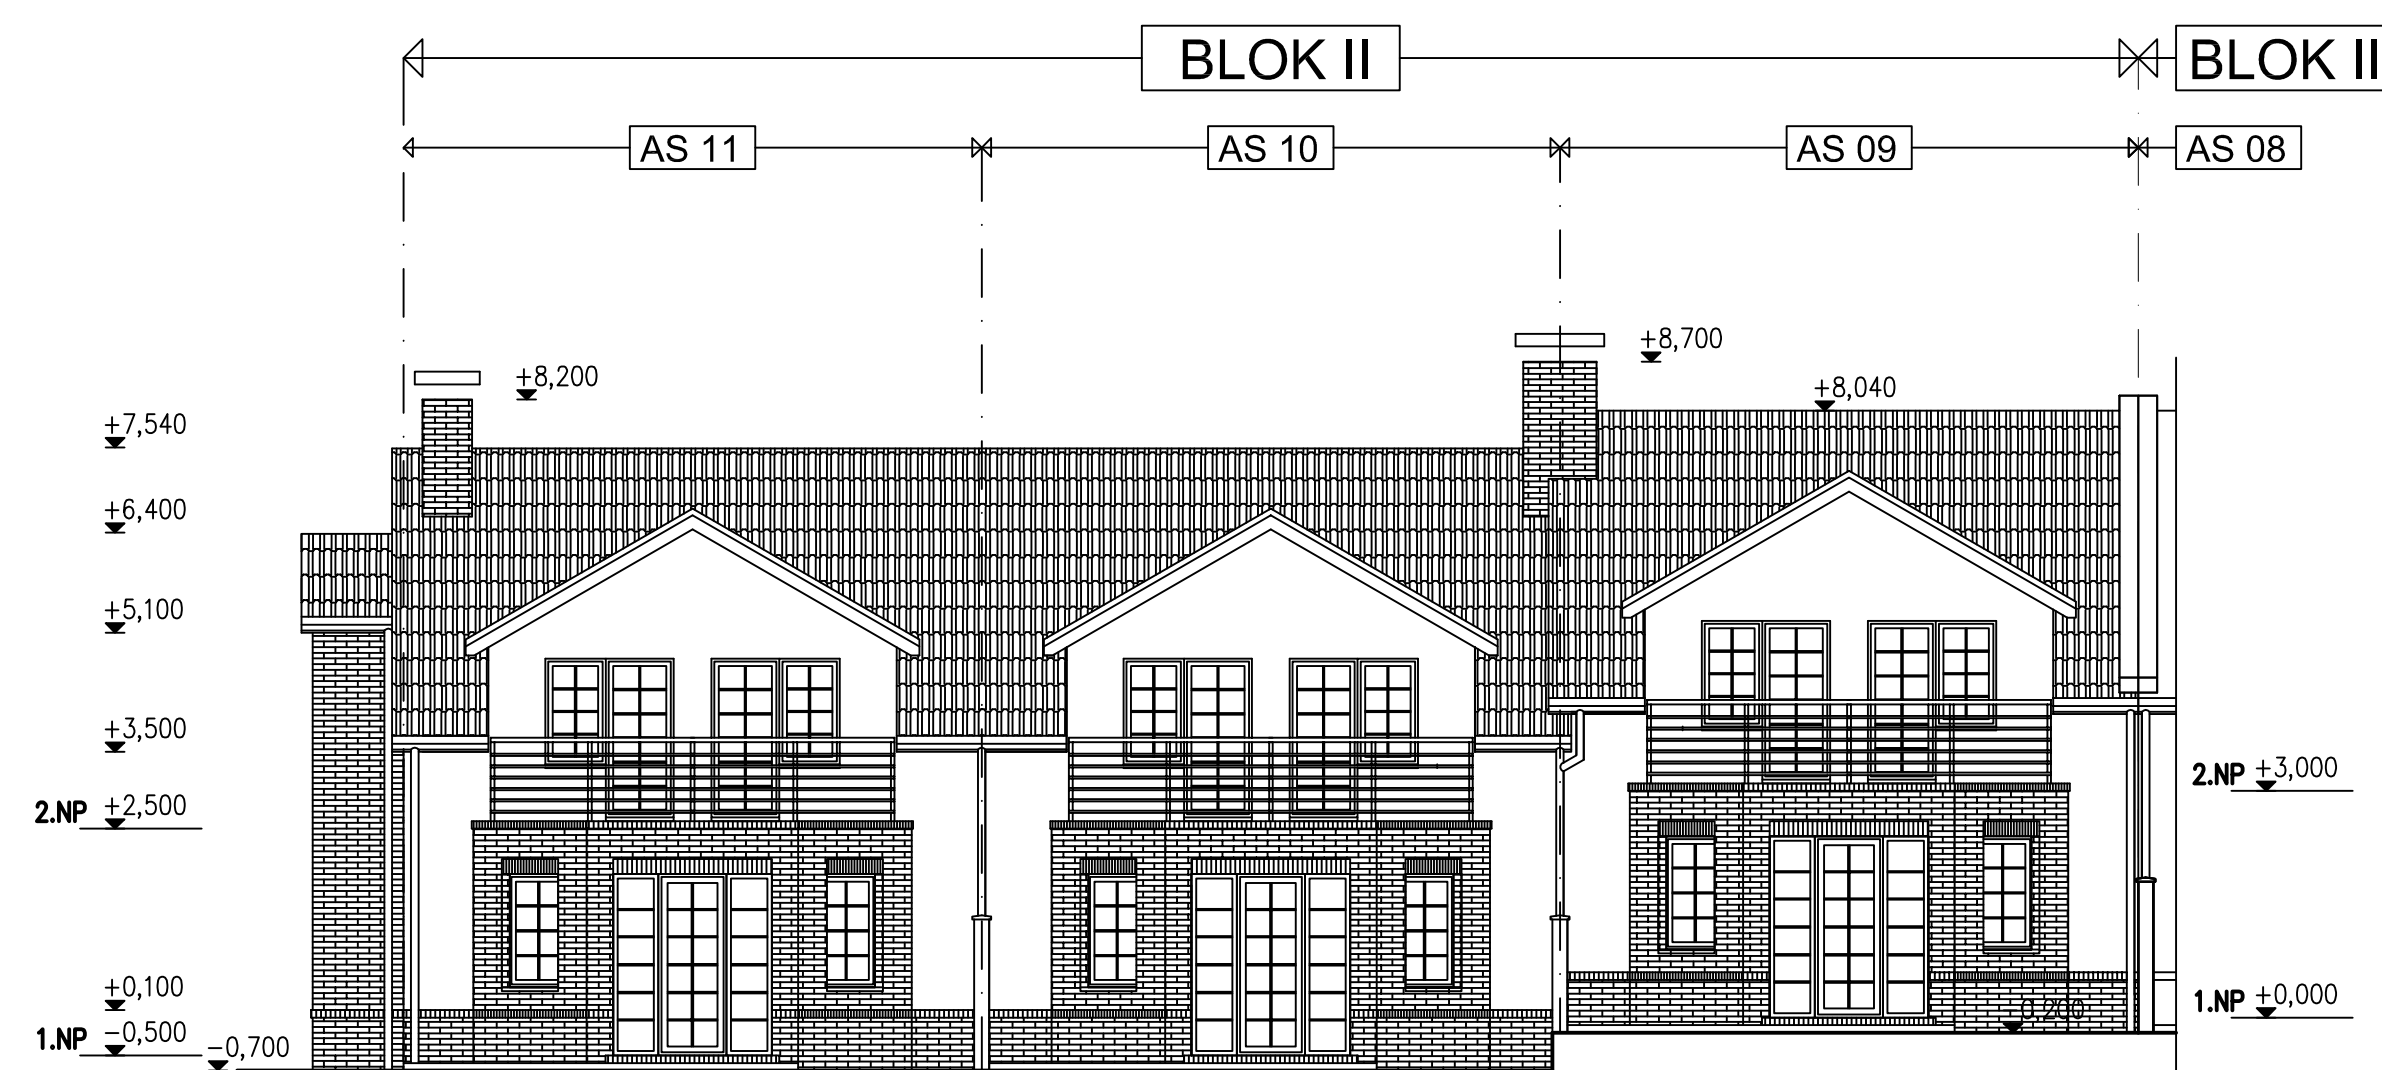 BLOK II
BLOK II
AS 11
AS 10
AS 09
AS 08
+8,700
+8,200
+8,040
+7,540
+6,400
+5,100
+3,500
2.NP +3,000
2.NP +2,500
+0,100
1.NP +0,000
-0,200
1.NP -0,500
-0,700